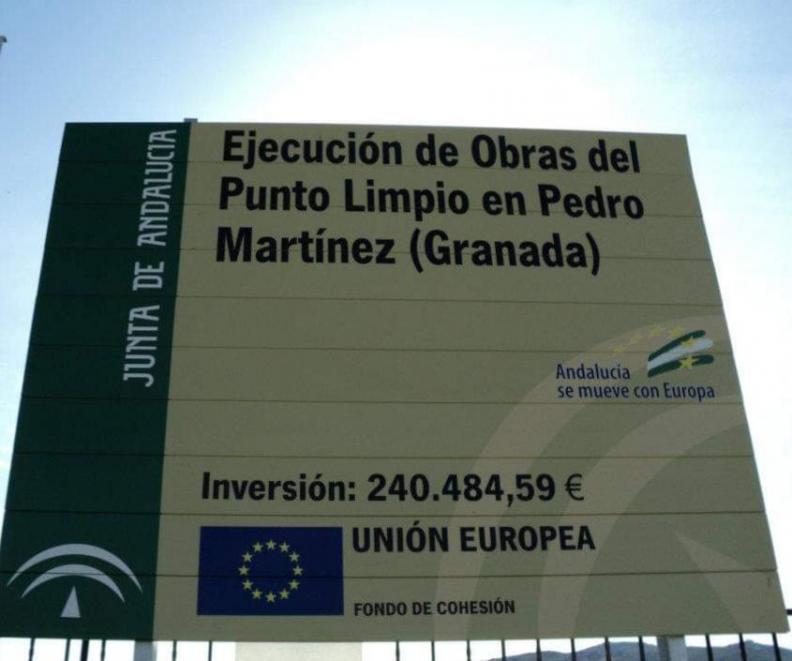 JUNTA DE ANDALUCIA
Ejecución de Obras del
Punto Limpio en Pedro
Martínez (Granada)
Andalucía
se mueve con Europa
Inversión: 240.484,59 €
UNIÓN EUROPEA
FONDO DE COHESIÓN